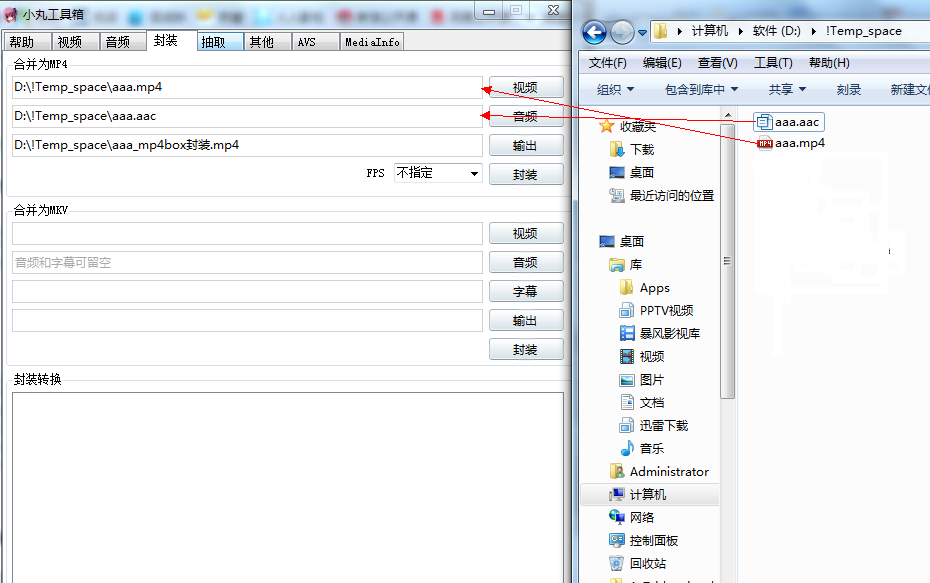 小丸工具箱
帮助 视频 音频 封装 抽取 其他 AVS MediaInfo
合并为MP4
D:\!Temp_space\aaa.mp4 视频
D:\!Temp_space\aaa.aac 音频
D:\!Temp_space\aaa_mp4box封装.mp4 输出
FPS 不指定 封装
合并为MKV
视频
音频和字幕可留空 音频
字幕
输出
封装
封装转换
计算机 软件 (D:) !Temp_space
文件(F) 编辑(E) 查看(V) 工具(T) 帮助(H)
组织 包含到库中 共享 刻录 新建文
收藏夹
下载
桌面
最近访问的位置
桌面
库
Apps
PPTV视频
暴风影视库
视频
图片
文档
迅雷下载
音乐
Administrator
计算机
网络
控制面板
回收站
aaa.aac
MP4 aaa.mp4